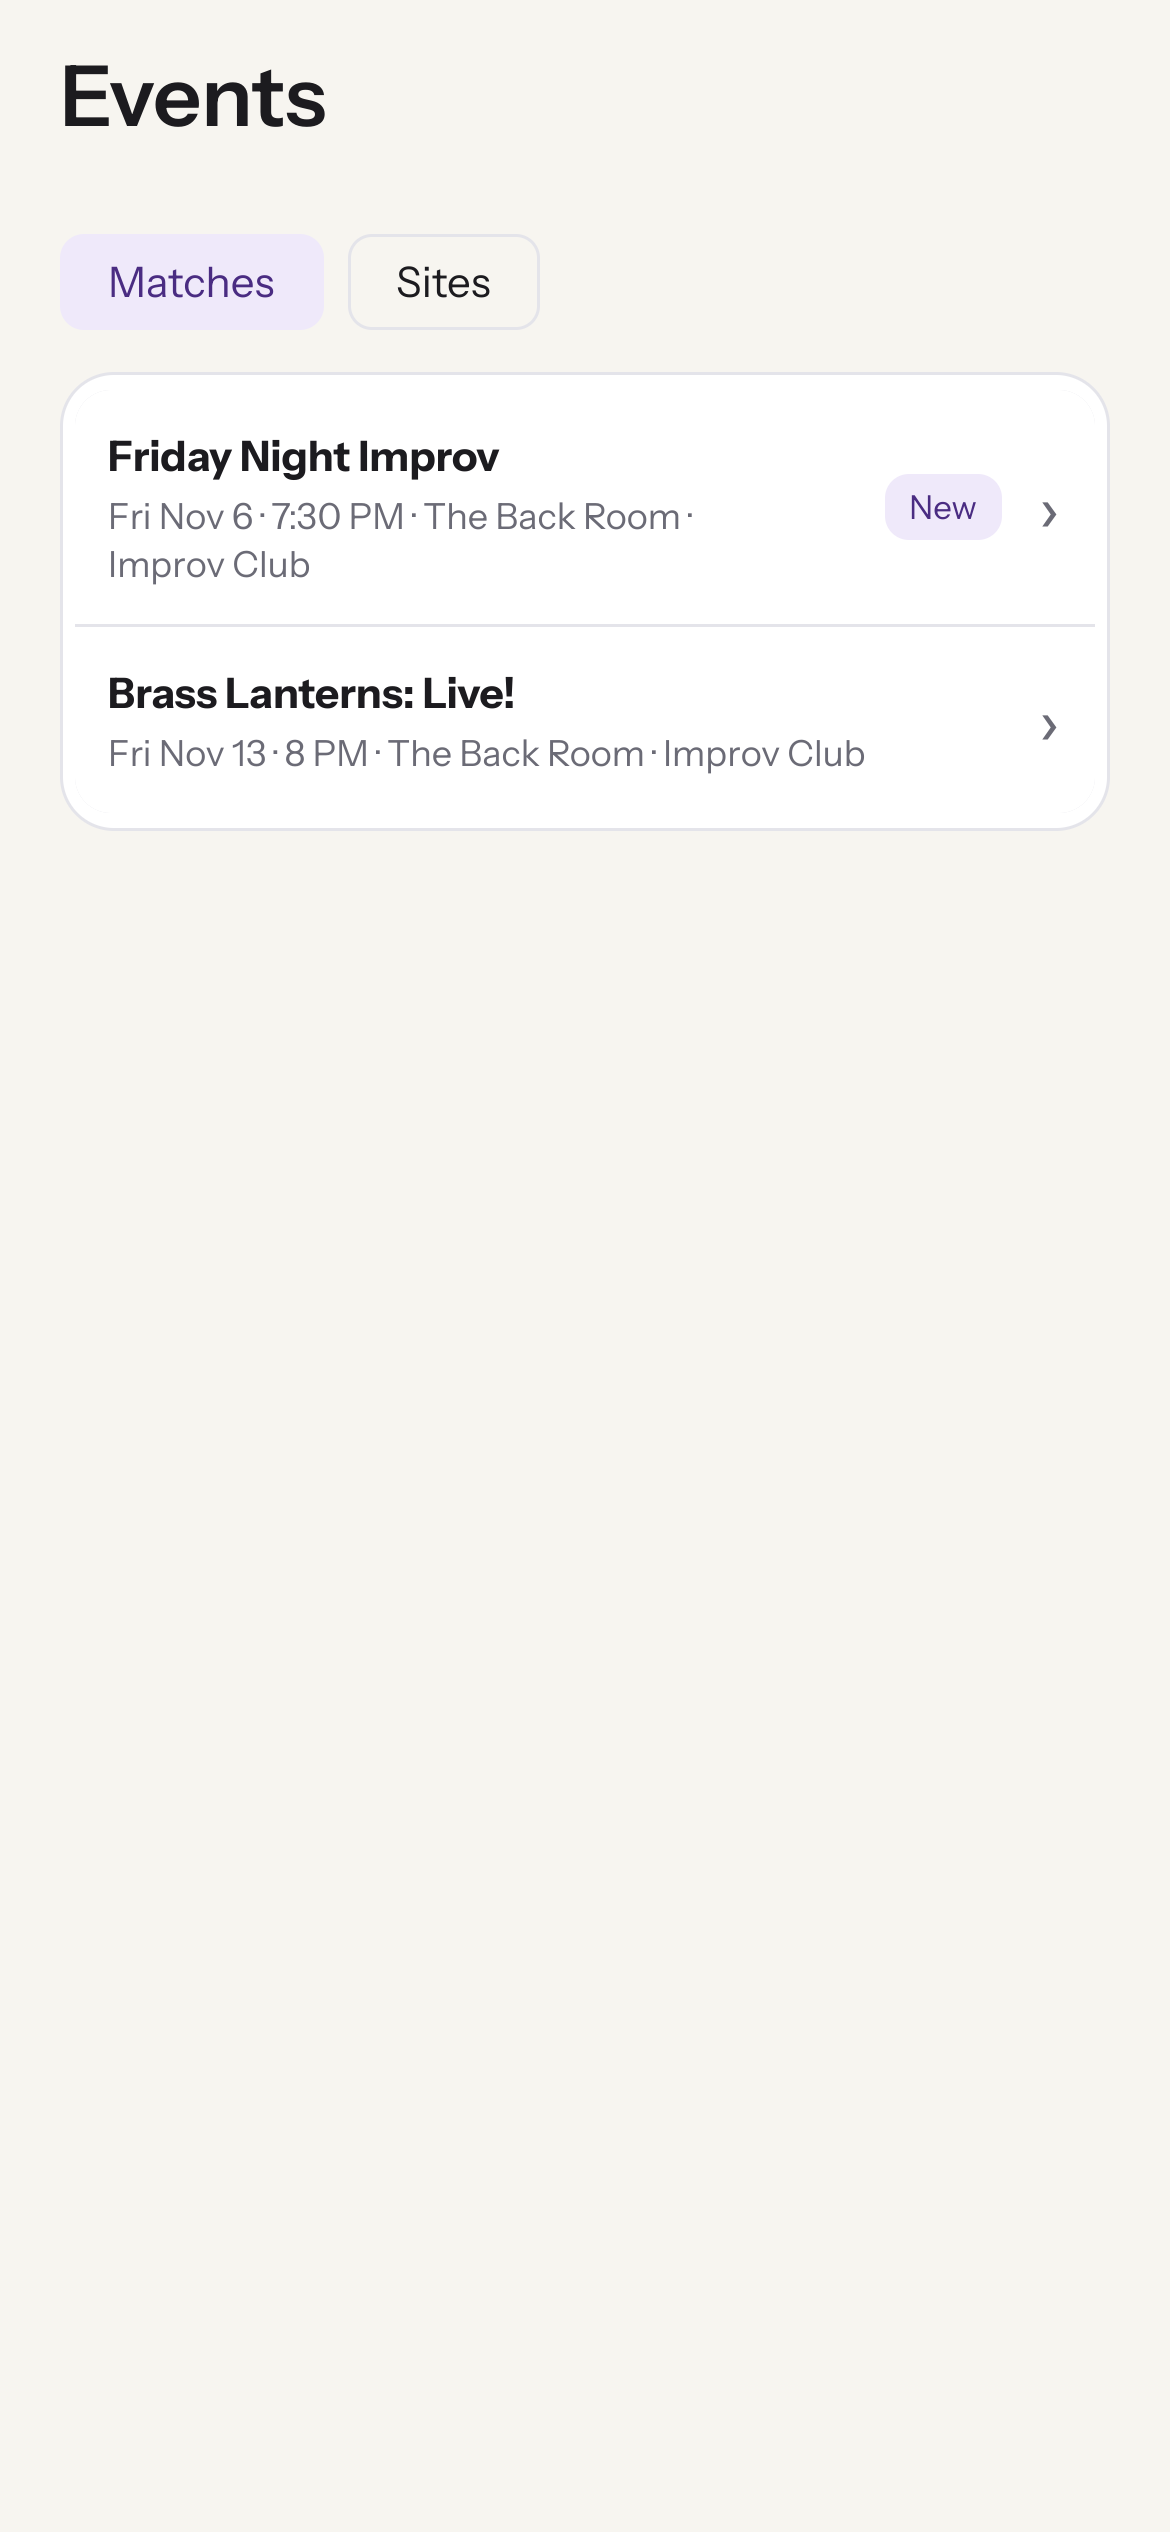 Events
Matches
Sites
Friday Night Improv
Fri Nov 6 · 7:30 PM · The Back Room ·
Improv Club
New
›
Brass Lanterns: Live!
Fri Nov 13 · 8 PM · The Back Room · Improv Club
›